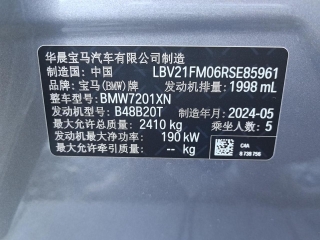 华晨宝马汽车有限公司制造
制造国: 中国 LBV21FM06RSE85961
品牌: 宝马(BMW)牌 发动机排量: 1998 mL
整车型号: BMW7201XN
发动机型号: B48B20T 制造年月: 2024-05
最大允许总质量: 2410 kg 乘坐人数: 5
发动机最大净功率: 190 kW
最大允许牵引质量: -- kg
C4A
8 738 756